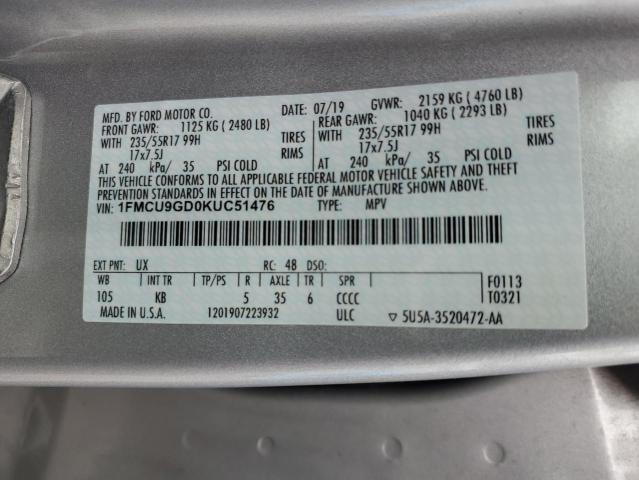 MFD. BY FORD MOTOR CO.
DATE: 07/19 GVWR: 2159 KG ( 4760 LB)
FRONT GAWR: 1125 KG ( 2480 LB) REAR GAWR: 1040 KG ( 2293 LB)
WITH 235/55R17 99H TIRES WITH 235/55R17 99H TIRES
17x7.5J RIMS 17x7.5J RIMS
AT 240 kPa/ 35 PSI COLD AT 240 kPa/ 35 PSI COLD
THIS VEHICLE CONFORMS TO ALL APPLICABLE FEDERAL MOTOR VEHICLE SAFETY AND THEFT
PREVENTION STANDARDS IN EFFECT ON THE DATE OF MANUFACTURE SHOWN ABOVE.
VIN: 1FMCU9GD0KUC51476 TYPE: MPV
EXT PNT: UX RC: 48 DSO:
WB INT TR TP/PS R AXLE TR SPR F0113
105 KB 5 35 6 CCCC T0321
MADE IN U.S.A. 1201907223932 ULC ▽ 5U5A-3520472-AA